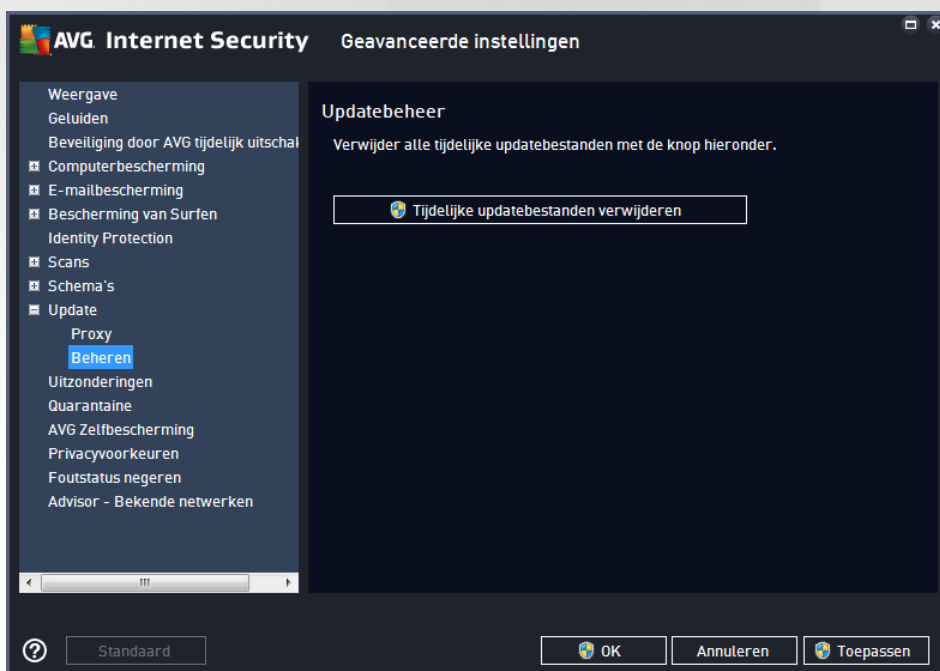 AVG Internet Security Geavanceerde instellingen
Weergave
Geluiden
Beveiliging door AVG tijdelijk uitschal
Computerbescherming
E-mailbescherming
Bescherming van Surfen
Identity Protection
Scans
Schema's
Update
Proxy
Beheren
Uitzonderingen
Quarantaine
AVG Zelfbescherming
Privacyvoorkeuren
Foutstatus negeren
Advisor - Bekende netwerken
Updatebeheer
Verwijder alle tijdelijke updatebestanden met de knop hieronder.
Tijdelijke updatebestanden verwijderen
Standaard
OK
Annuleren
Toepassen